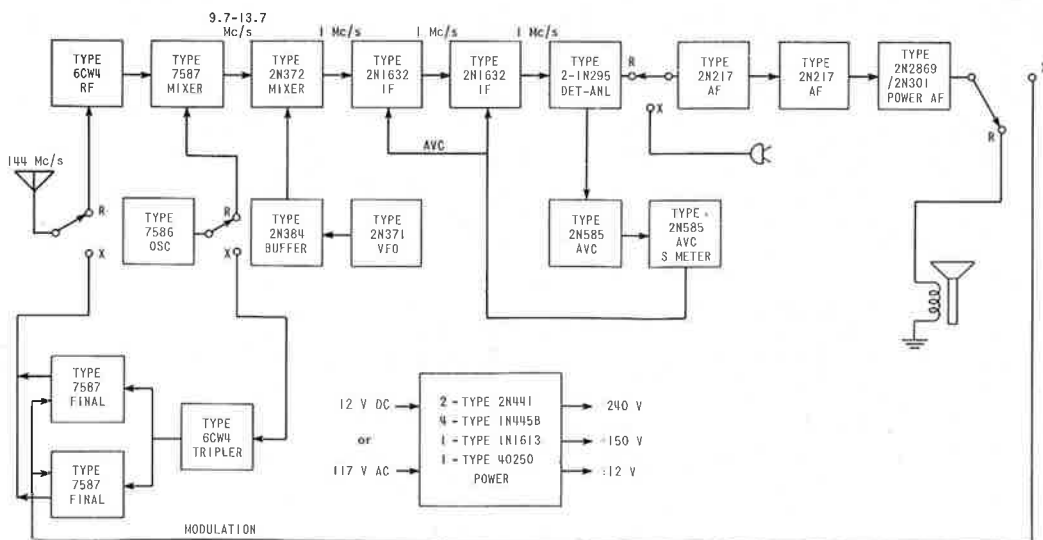 9.7-13.7
Mc/s
1 Mc/s
1 Mc/s
1 Mc/s
TYPE
6CW4
RF
TYPE
7587
MIXER
TYPE
2N372
MIXER
TYPE
2N1632
IF
TYPE
2N1632
IF
TYPE
2-1N295
DET-ANL
R
X
TYPE
2N217
AF
TYPE
2N217
AF
TYPE
2N2869
/2N301
POWER AF
R
AVC
144 Mc/s
R
X
TYPE
7586
OSC
R
X
TYPE
2N384
BUFFER
TYPE
2N371
VFO
TYPE
2N585
AVC
TYPE
2N585
AVC
S METER
TYPE
7587
FINAL
TYPE
7587
FINAL
TYPE
6CW4
TRIPLER
12 V DC
or
117 V AC
2 - TYPE 2N441
4 - TYPE 1N445B
1 - TYPE 1N1613
1 - TYPE 40250
POWER
240 V
150 V
12 V
MODULATION